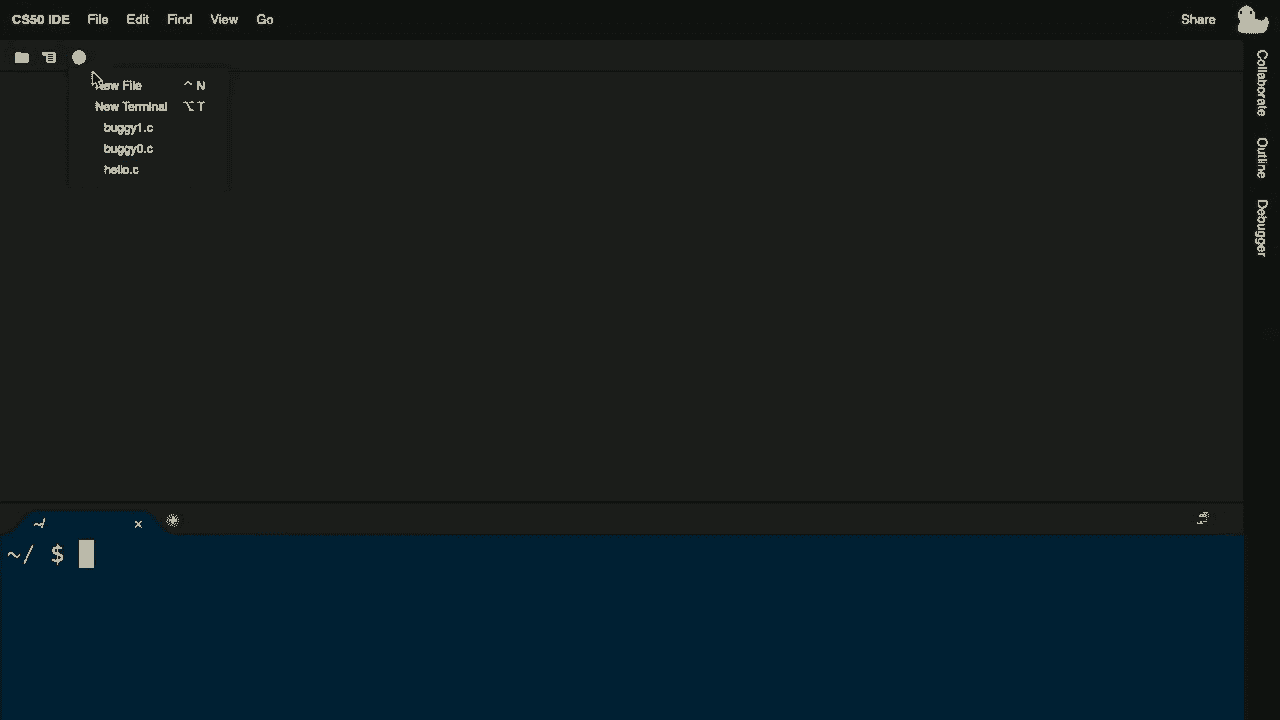 CS50 IDE File Edit Find View Go Share
New File ^ N
New Terminal ⌥ T
buggy1.c
buggy0.c
hello.c
Collaborate
Outline
Debugger
~/ ×
~/ $